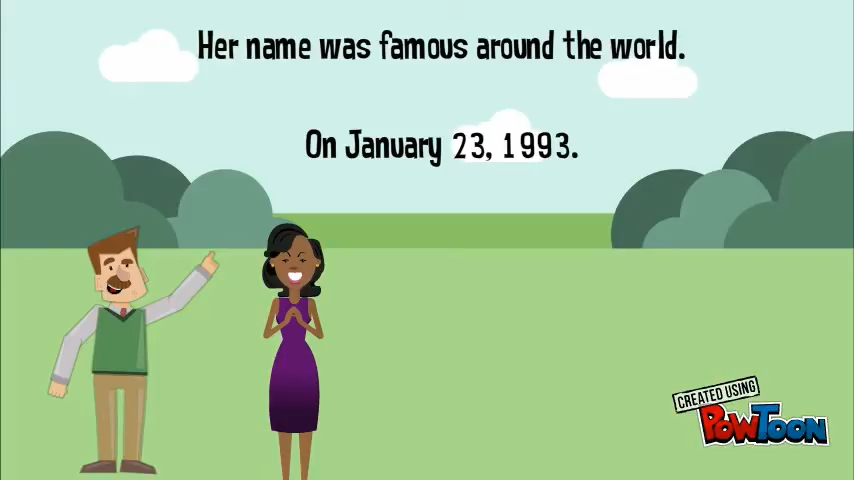 Her name was famous around the world.
On January 23, 1993.
CREATED USING
POWTOON